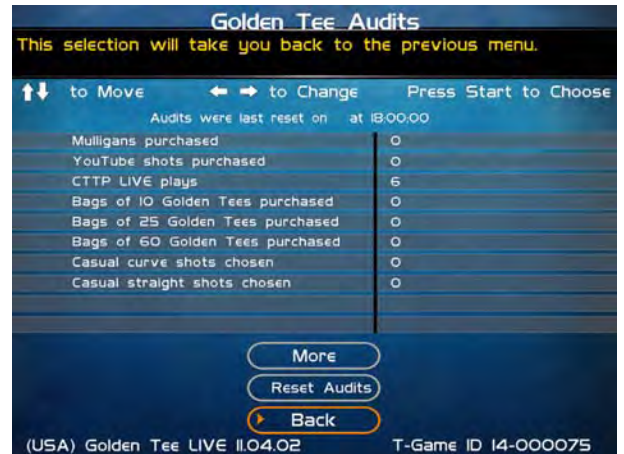 Golden Tee Audits
This selection will take you back to the previous menu.
to Move to Change Press Start to Choose
Audits were last reset on at 18:00:00
Mulligans purchased 0
YouTube shots purchased 0
CTTP LIVE plays 6
Bags of 10 Golden Tees purchased 0
Bags of 25 Golden Tees purchased 0
Bags of 60 Golden Tees purchased 0
Casual curve shots chosen 0
Casual straight shots chosen 0
More
Reset Audits
Back
(USA) Golden Tee LIVE 11.04.02 T-Game ID 14-000075